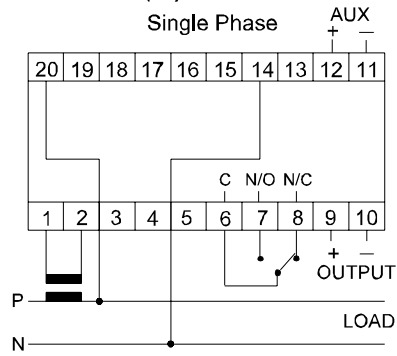 Single Phase
AUX
+ —
20 19 18 17 16 15 14 13 12 11
C N/O N/C
1 2 3 4 5 6 7 8 9 10
+ —
OUTPUT
P
LOAD
N